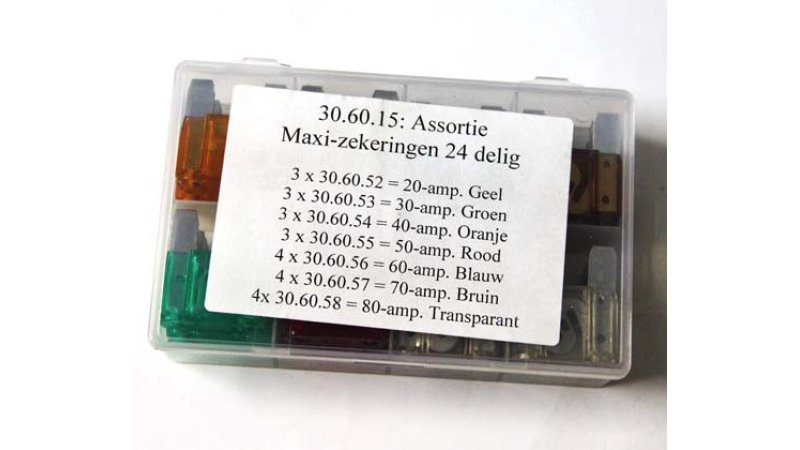 30.60.15: Assortie
Maxi-zekeringen 24 delig
3 x 30.60.52 = 20-amp. Geel
3 x 30.60.53 = 30-amp. Groen
3 x 30.60.54 = 40-amp. Oranje
3 x 30.60.55 = 50-amp. Rood
4 x 30.60.56 = 60-amp. Blauw
4 x 30.60.57 = 70-amp. Bruin
4x 30.60.58 = 80-amp. Transparant